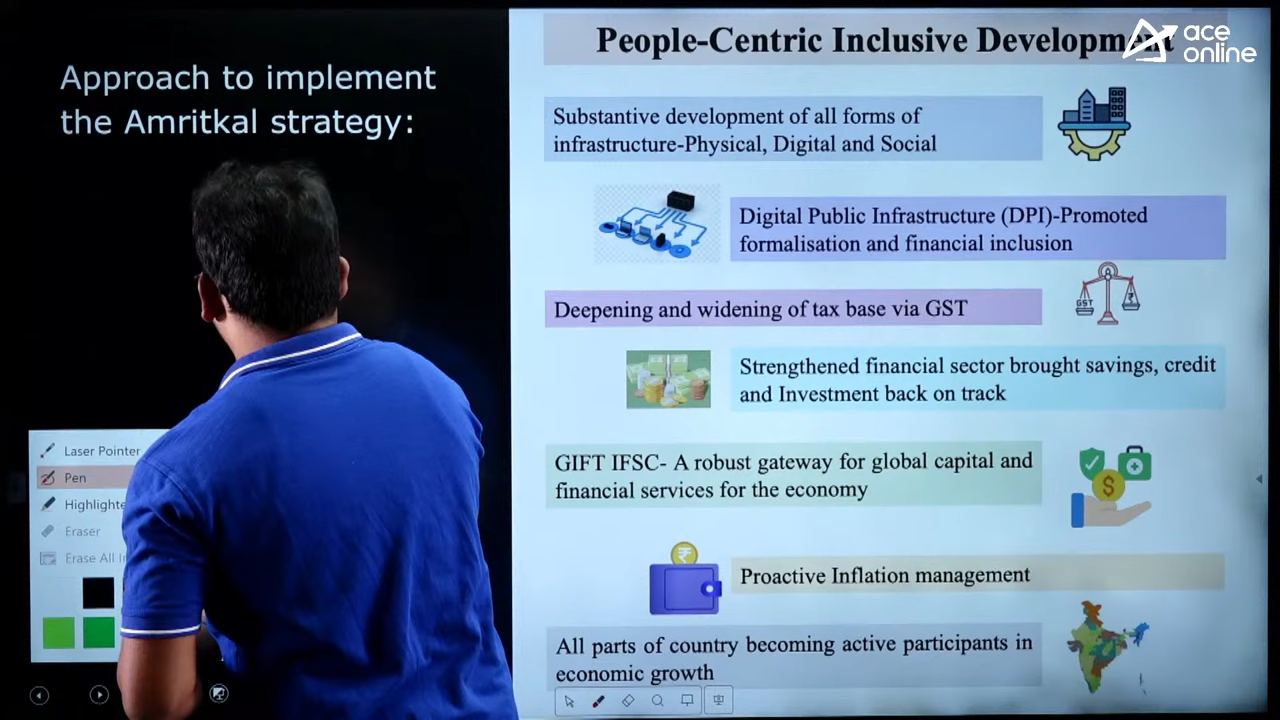 People-Centric Inclusive Development
ace
online
Approach to implement
the Amritkal strategy:
Substantive development of all forms of
infrastructure-Physical, Digital and Social
Digital Public Infrastructure (DPI)-Promoted
formalisation and financial inclusion
GST
Deepening and widening of tax base via GST
Strengthened financial sector brought savings, credit
and Investment back on track
GIFT IFSC- A robust gateway for global capital and
financial services for the economy
Proactive Inflation management
All parts of country becoming active participants in
economic growth
Laser Pointer
Pen
Highlighte
Eraser
Erase All